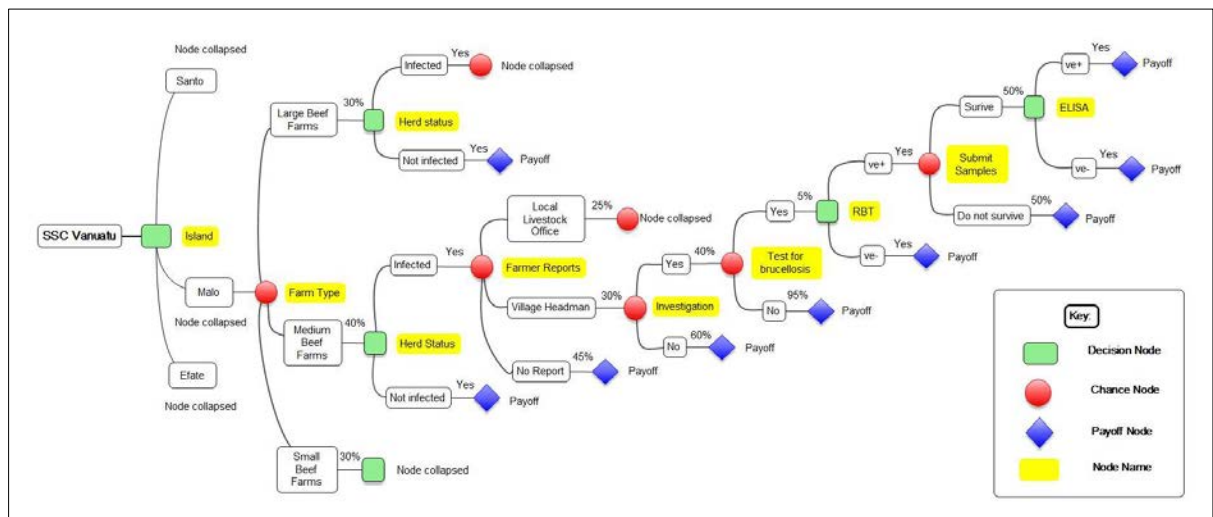 Node collapsed
Santo
SSC Vanuatu
Island
Malo
Node collapsed
Efate
Node collapsed
Farm Type
Large Beef
Farms
30%
Herd status
Infected
Yes
Node collapsed
Not infected
Yes
Payoff
Medium
Beef
Farms
40%
Herd Status
Infected
Yes
Farmer Reports
Local
Livestock
Office
25%
Node collapsed
Village Headman
30%
Investigation
No Report
45%
Payoff
Yes
40%
Test for
brucellosis
No
60%
Payoff
Yes
5%
RBT
No
95%
Payoff
ve+
Yes
Submit
Samples
ve-
Yes
Payoff
Surive
50%
ELISA
Do not survive
50%
Payoff
ve+
Yes
Payoff
ve-
Yes
Payoff
Not infected
Yes
Payoff
Small
Beef
Farms
30%
Node collapsed
Key:
Decision Node
Chance Node
Payoff Node
Node Name